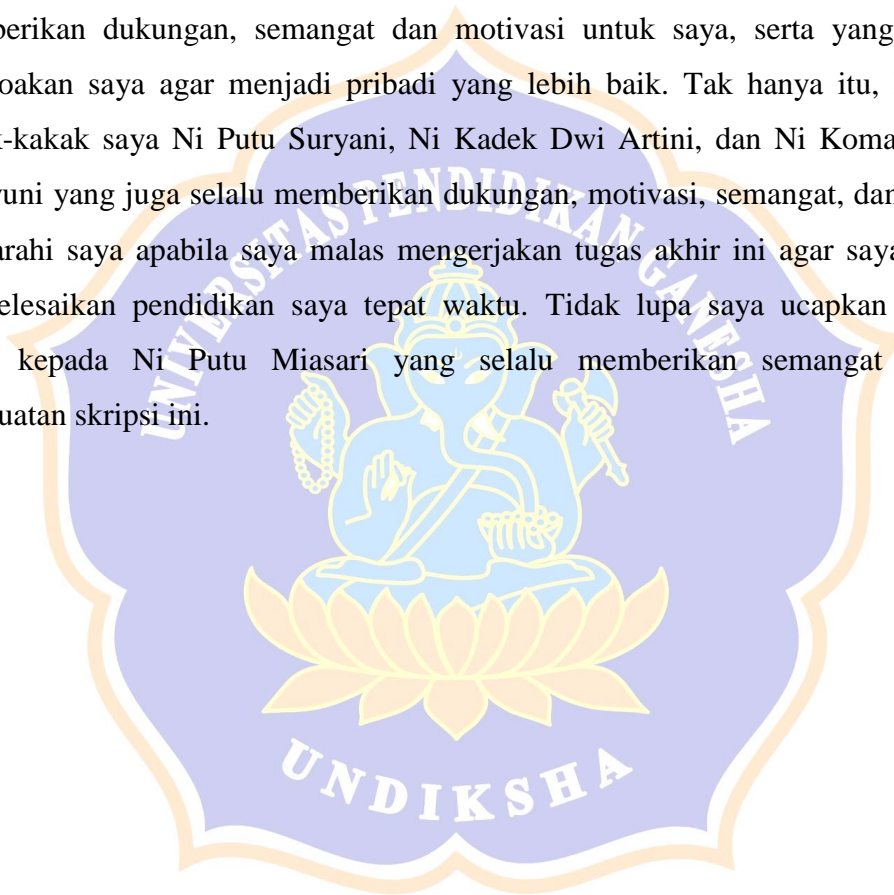 berikan dukungan, semangat dan motivasi untuk saya, serta yang
oakan saya agar menjadi pribadi yang lebih baik. Tak hanya itu,
-kakak saya Ni Putu Suryani, Ni Kadek Dwi Artini, dan Ni Koma
yuni yang juga selalu memberikan dukungan, motivasi, semangat, dan
arahi saya apabila saya malas mengerjakan tugas akhir ini agar saya
elesaikan pendidikan saya tepat waktu. Tidak lupa saya ucapkan
kepada Ni Putu Miasari yang selalu memberikan semangat
uatan skripsi ini.
UNIVERSITAS PENDIDIKAN GANESHA
UNDIKSHA